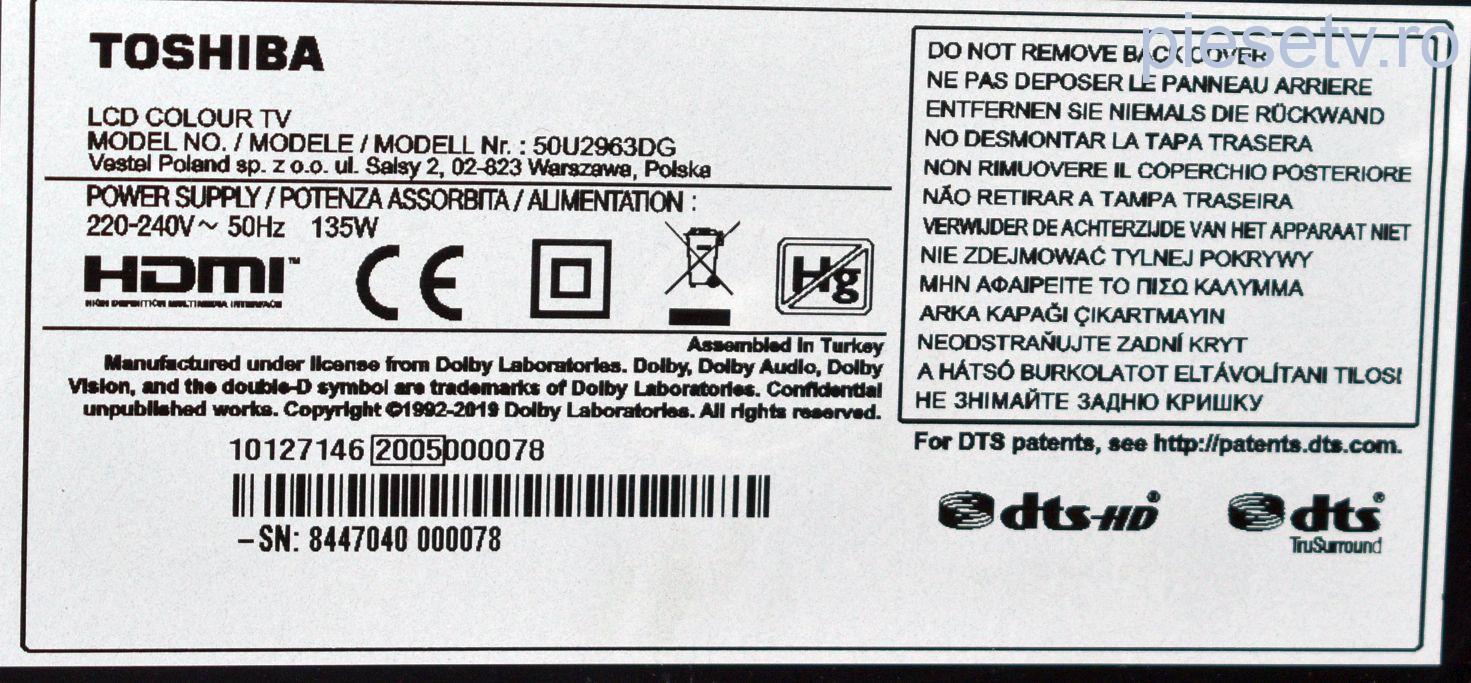 piesetv.ro
TOSHIBA
LCD COLOUR TV
MODEL NO. / MODELE / MODELL Nr. : 50U2963DG
Vestel Poland sp. z o.o. ul. Salsy 2, 02-823 Warszawa, Polska
POWER SUPPLY / POTENZA ASSORBITA / ALIMENTATION :
220-240V~ 50Hz 135W
HDMI™
HIGH DEFINITION MULTIMEDIA INTERFACE
CE
Hg
Assembled in Turkey
Manufactured under license from Dolby Laboratories. Dolby, Dolby Audio, Dolby
Vision, and the double-D symbol are trademarks of Dolby Laboratories. Confidential
unpublished works. Copyright ©1992-2019 Dolby Laboratories. All rights reserved.
10127146 2005000078
-SN: 8447040 000078
DO NOT REMOVE BACK COVER
NE PAS DEPOSER LE PANNEAU ARRIERE
ENTFERNEN SIE NIEMALS DIE RÜCKWAND
NO DESMONTAR LA TAPA TRASERA
NON RIMUOVERE IL COPERCHIO POSTERIORE
NÃO RETIRAR A TAMPA TRASEIRA
VERWIJDER DE ACHTERZIJDE VAN HET APPARAAT NIET
NIE ZDEJMOWAĆ TYLNEJ POKRYWY
ΜΗΝ ΑΦΑΙΡΕΙΤΕ ΤΟ ΠΙΣΩ ΚΑΛΥΜΜΑ
ARKA KAPAĞI ÇIKARTMAYIN
NEODSTRAŇUJTE ZADNÍ KRYT
A HÁTSÓ BURKOLATOT ELTÁVOLÍTANI TILOS!
НЕ ЗНІМАЙТЕ ЗАДНЮ КРИШКУ
For DTS patents, see http://patents.dts.com.
dts-HD®
dts®
TruSurround